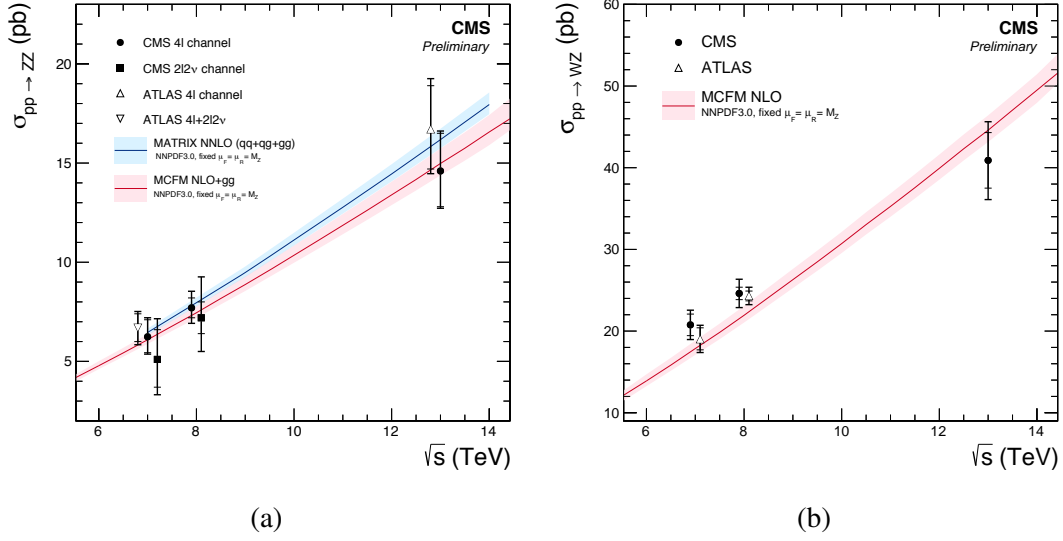 σpp → ZZ (pb)
CMS
Preliminary
CMS 4l channel
CMS 2l2ν channel
ATLAS 4l channel
ATLAS 4l+2l2ν
MATRIX NNLO (qq+qg+gg)
NNPDF3.0, fixed μF= μR= MZ
MCFM NLO+gg
NNPDF3.0, fixed μF= μR= MZ
20
15
10
5
6 8 10 12 14
√s (TeV)
(a)
σpp → WZ (pb)
CMS
Preliminary
CMS
ATLAS
MCFM NLO
NNPDF3.0, fixed μF= μR= MZ
60
50
40
30
20
10
6 8 10 12 14
√s (TeV)
(b)